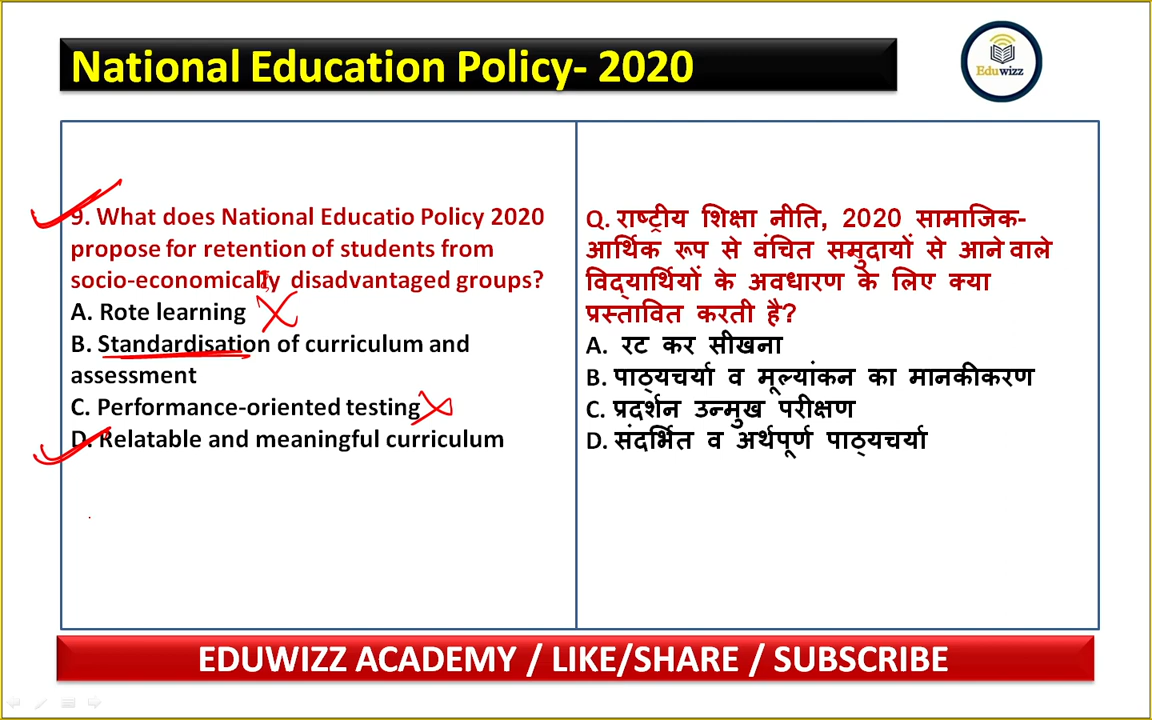 National Education Policy- 2020
Eduwizz
9. What does National Educatio Policy 2020
propose for retention of students from
socio-economically disadvantaged groups?
A. Rote learning
B. Standardisation of curriculum and
assessment
C. Performance-oriented testing
D. Relatable and meaningful curriculum
Q. राष्ट्रीय शिक्षा नीति, 2020 सामाजिक-
आर्थिक रूप से वंचित समुदायों से आने वाले
विद्यार्थियों के अवधारण के लिए क्या
प्रस्तावित करती है?
A. रट कर सीखना
B. पाठ्यचर्या व मूल्यांकन का मानकीकरण
C. प्रदर्शन उन्मुख परीक्षण
D. संदर्भित व अर्थपूर्ण पाठ्यचर्या
EDUWIZZ ACADEMY / LIKE/SHARE / SUBSCRIBE